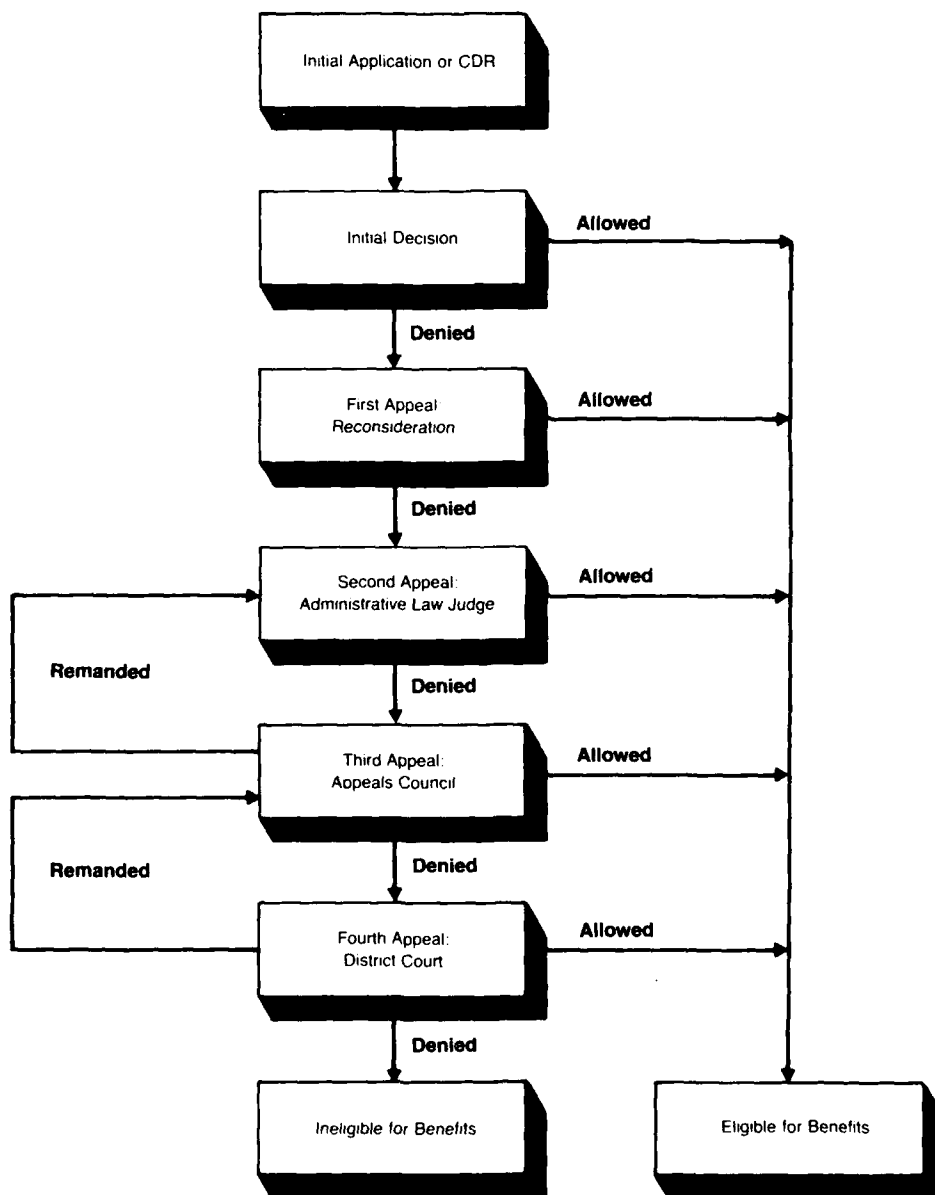 Initial Application or CDR
Initial Decision
Allowed
Denied
First Appeal
Reconsideration
Allowed
Denied
Second Appeal:
Administrative Law Judge
Allowed
Remanded
Denied
Third Appeal:
Appeals Council
Allowed
Remanded
Denied
Fourth Appeal:
District Court
Allowed
Denied
Ineligible for Benefits
Eligible for Benefits